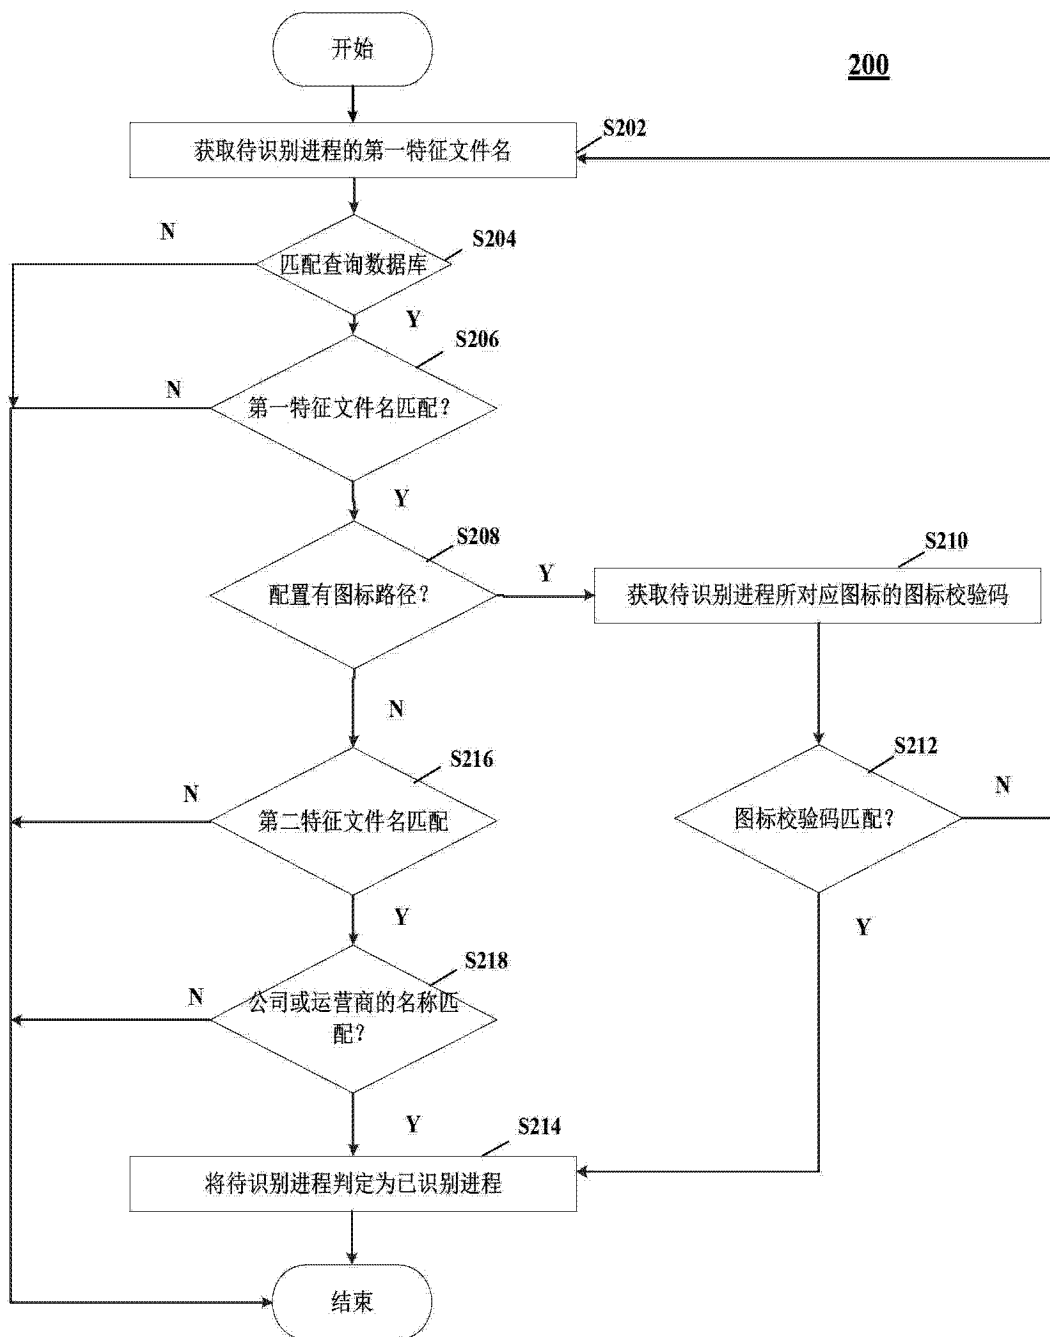 开始
200
S202
获取待识别进程的第一特征文件名
N
S204
匹配查询数据库
Y
S206
N
第一特征文件名匹配？
Y
S208
配置有图标路径？
Y
S210
获取待识别进程所对应图标的图标校验码
N
S216
N
第二特征文件名匹配
S212
N
图标校验码匹配？
Y
Y
S218
N
公司或运营商的名称匹
配？
Y
S214
将待识别进程判定为已识别进程
结束